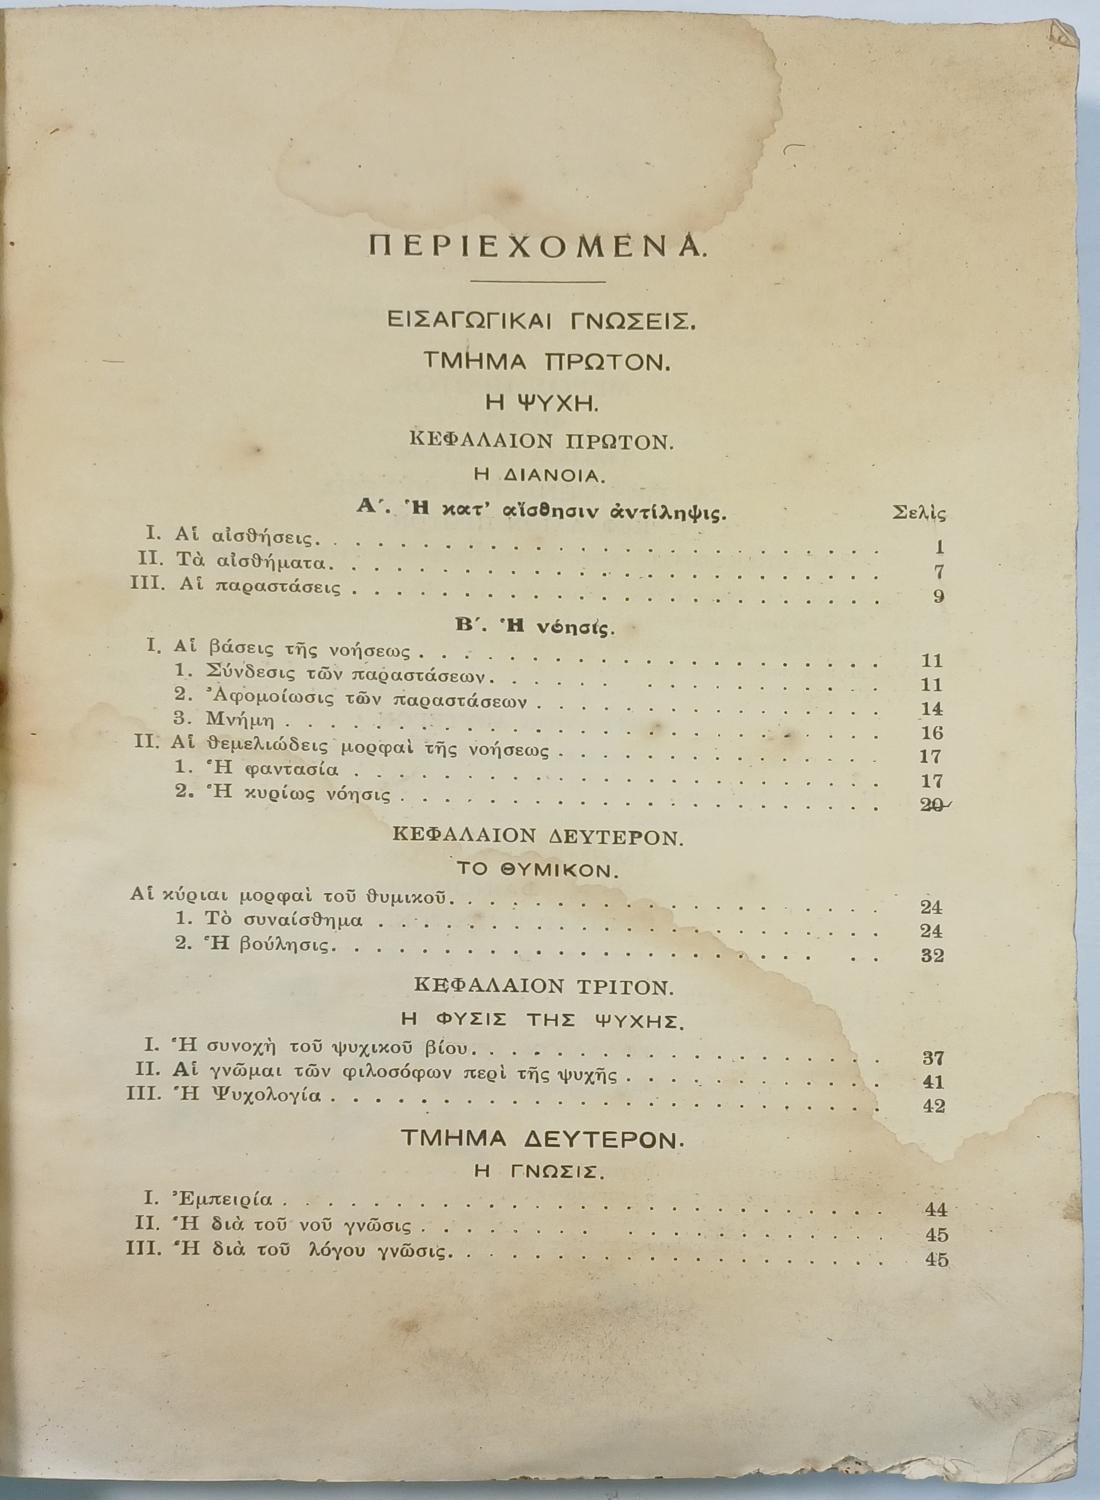 ΠΕΡΙΕΧΟΜΕΝΑ.
ΕΙΣΑΓΩΓΙΚΑΙ ΓΝΩΣΕΙΣ.
ΤΜΗΜΑ ΠΡΩΤΟΝ.
Η ΨΥΧΗ.
ΚΕΦΑΛΑΙΟΝ ΠΡΩΤΟΝ.
Η ΔΙΑΝΟΙΑ.
Α΄. Ἡ κατ’ αἴσθησιν ἀντίληψις. Σελὶς
I. Αἱ αἰσθήσεις. . . . . . . . . . . . . . . . . . 1
II. Τὰ αἰσθήματα. . . . . . . . . . . . . . . . . . 7
III. Αἱ παραστάσεις . . . . . . . . . . . . . . . . . 9
Β΄. Ἡ νόησις.
I. Αἱ βάσεις τῆς νοήσεως . . . . . . . . . . . . . . . 11
1. Σύνδεσις τῶν παραστάσεων. . . . . . . . . . . . . 11
2. Ἀφομοίωσις τῶν παραστάσεων . . . . . . . . . . . . 14
3. Μνήμη . . . . . . . . . . . . . . . . . . . 16
II. Αἱ θεμελιώδεις μορφαὶ τῆς νοήσεως . . . . . . . . . . . 17
1. Ἡ φαντασία . . . . . . . . . . . . . . . . . 17
2. Ἡ κυρίως νόησις . . . . . . . . . . . . . . . 20
ΚΕΦΑΛΑΙΟΝ ΔΕΥΤΕΡΟΝ.
ΤΟ ΘΥΜΙΚΟΝ.
Αἱ κύριαι μορφαὶ τοῦ θυμικοῦ. . . . . . . . . . . . . . 24
1. Τὸ συναίσθημα . . . . . . . . . . . . . . . . 24
2. Ἡ βούλησις. . . . . . . . . . . . . . . . . 32
ΚΕΦΑΛΑΙΟΝ ΤΡΙΤΟΝ.
Η ΦΥΣΙΣ ΤΗΣ ΨΥΧΗΣ.
I. Ἡ συνοχὴ τοῦ ψυχικοῦ βίου. . . . . . . . . . . . . . 37
II. Αἱ γνῶμαι τῶν φιλοσόφων περὶ τῆς ψυχῆς . . . . . . . . . 41
III. Ἡ Ψυχολογία . . . . . . . . . . . . . . . . . . 42
ΤΜΗΜΑ ΔΕΥΤΕΡΟΝ.
Η ΓΝΩΣΙΣ.
I. Ἐμπειρία . . . . . . . . . . . . . . . . . . . 44
II. Ἡ διὰ τοῦ νοῦ γνῶσις . . . . . . . . . . . . . . . 45
III. Ἡ διὰ τοῦ λόγου γνῶσις. . . . . . . . . . . . . . . 45